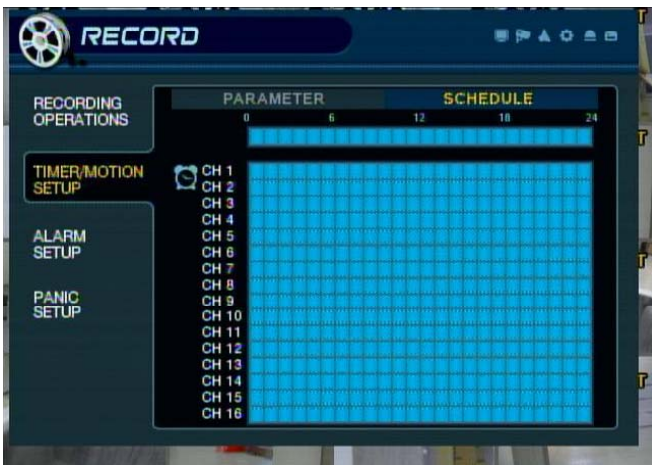 RECORD
RECORDING
OPERATIONS
TIMER/MOTION
SETUP
ALARM
SETUP
PANIC
SETUP
PARAMETER
SCHEDULE
0 6 12 18 24
CH 1
CH 2
CH 3
CH 4
CH 5
CH 6
CH 7
CH 8
CH 9
CH 10
CH 11
CH 12
CH 13
CH 14
CH 15
CH 16
T
T
T
T